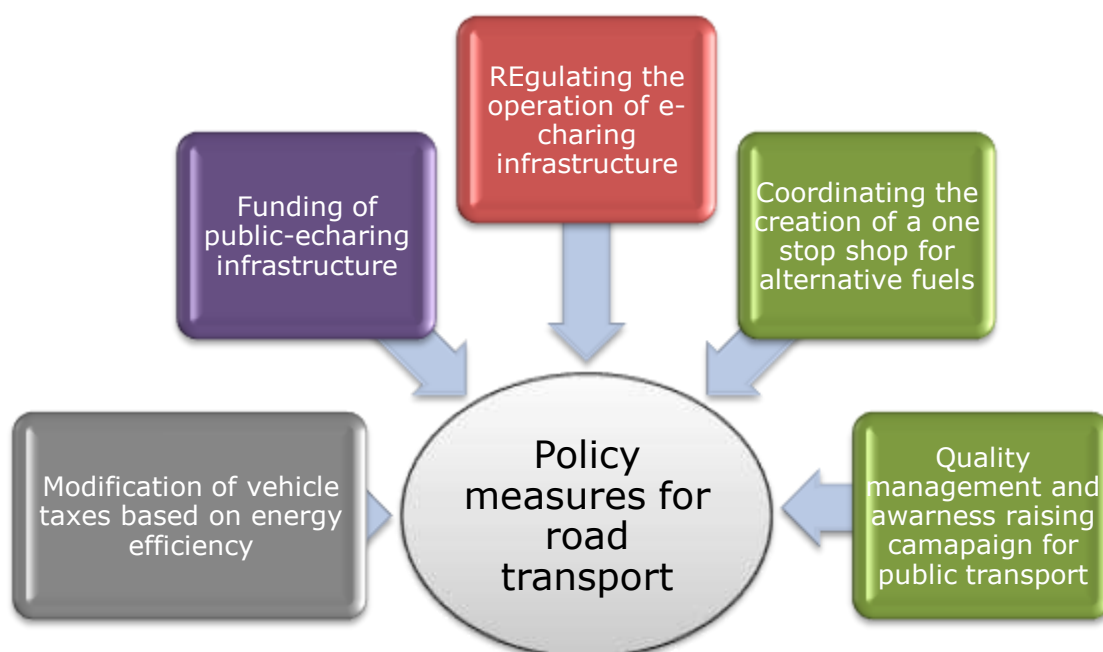 REgulating the
operation of e-
charing
infrastructure
Funding of
public-echaring
infrastructure
Coordinating the
creation of a one
stop shop for
alternative fuels
Modification of vehicle
taxes based on energy
efficiency
Policy
measures for
road
transport
Quality
management and
awarness raising
camapaign for
public transport